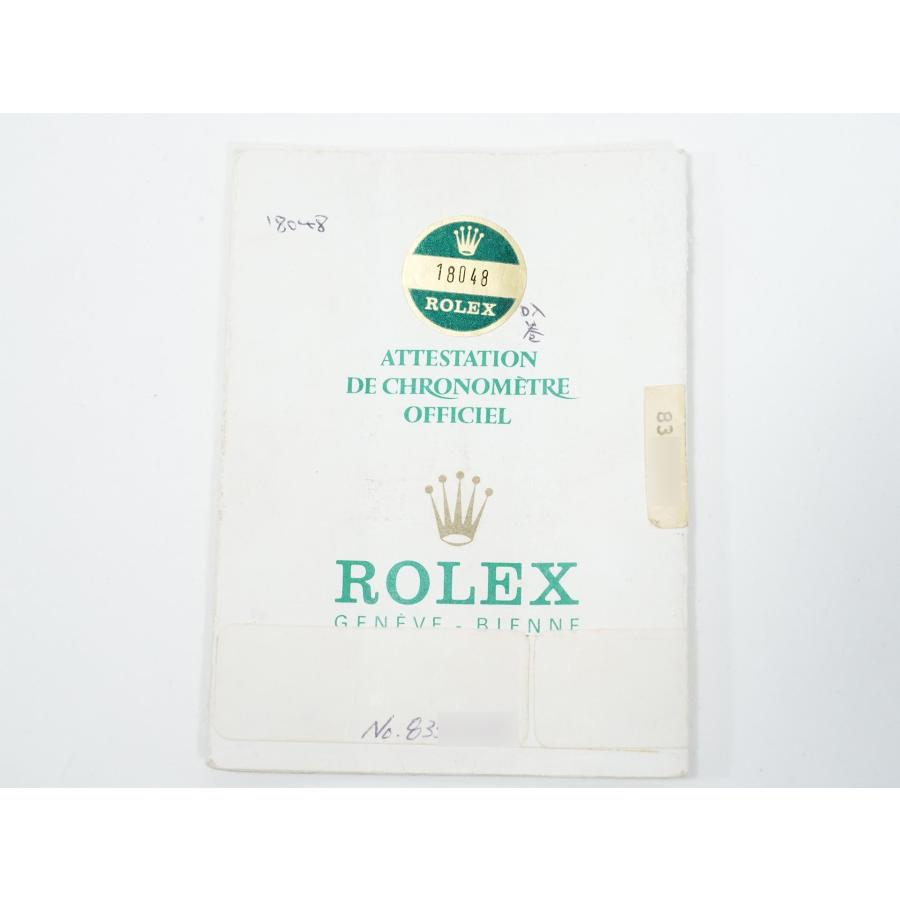 18048
18048
ROLEX
ATTESTATION
DE CHRONOMÈTRE
OFFICIEL
83
ROLEX
GENÈVE - BIENNE
No. 83